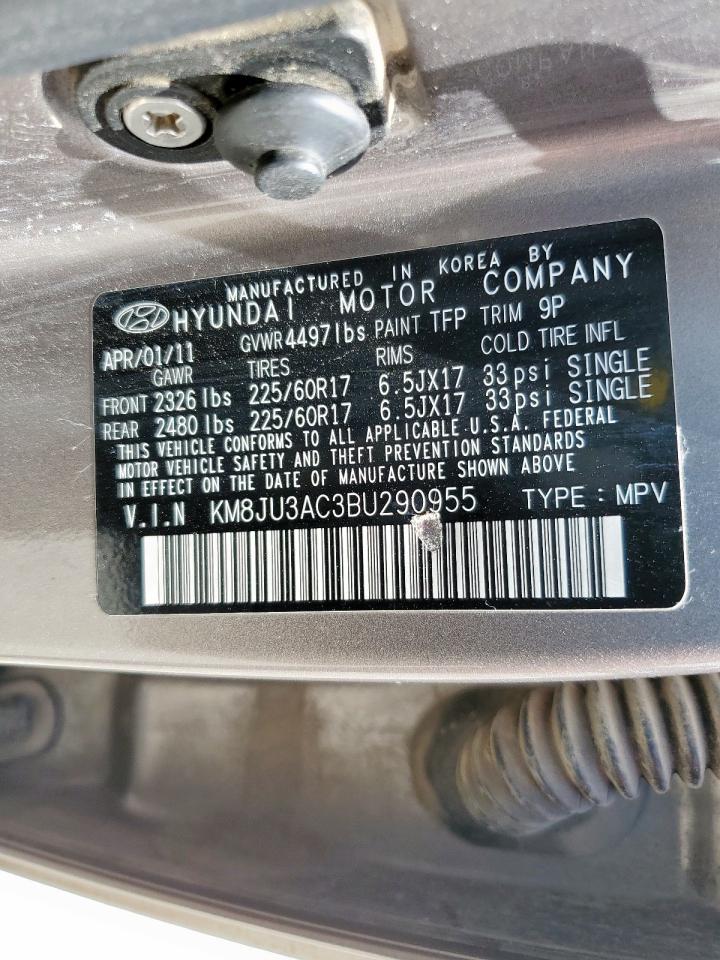 MANUFACTURED IN KOREA BY
HYUNDAI MOTOR COMPANY
APR/01/11 GVWR 4497lbs PAINT TFP TRIM 9P
GAWR TIRES RIMS COLD TIRE INFL
FRONT 2326 lbs 225/60R17 6.5JX17 33psi SINGLE
REAR 2480 lbs 225/60R17 6.5JX17 33psi SINGLE
THIS VEHICLE CONFORMS TO ALL APPLICABLE U.S.A. FEDERAL
MOTOR VEHICLE SAFETY AND THEFT PREVENTION STANDARDS
IN EFFECT ON THE DATE OF MANUFACTURE SHOWN ABOVE
V.I.N KM8JU3AC3BU290955 TYPE : MPV